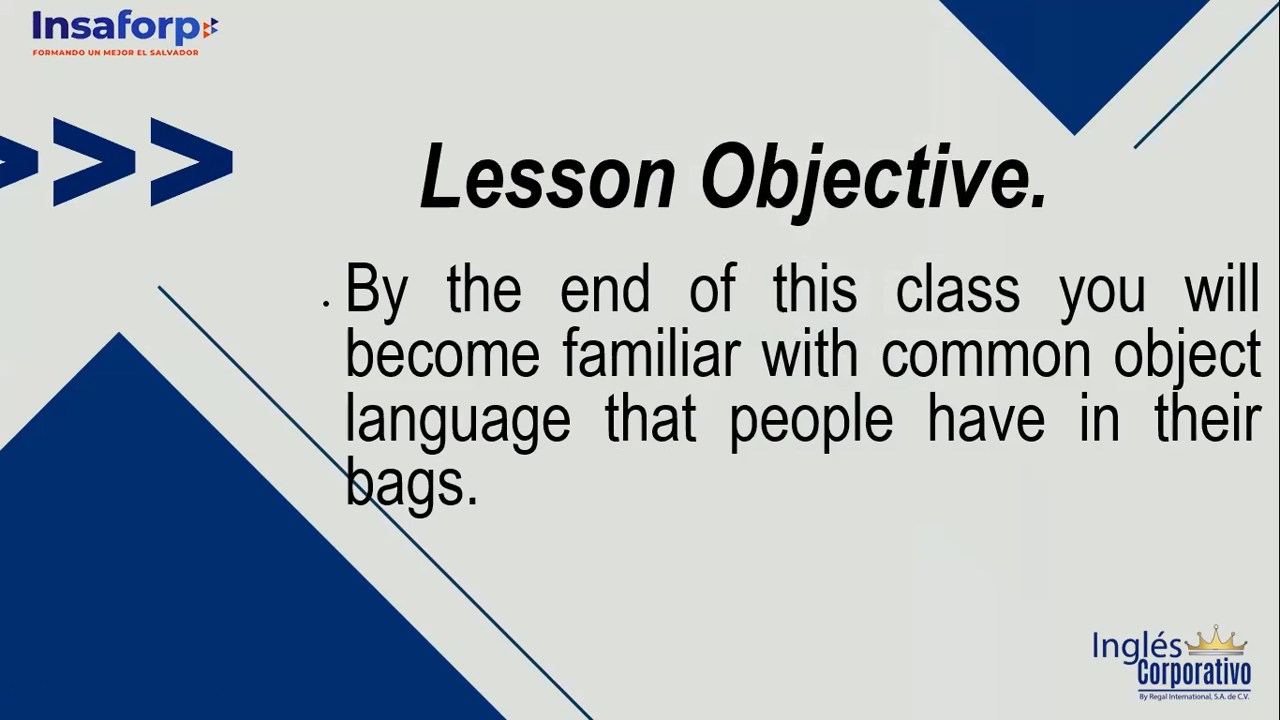 Insaforp
FORMANDO UN MEJOR EL SALVADOR
>>>
Lesson Objective.
. By the end of this class you will
become familiar with common object
language that people have in their
bags.
Inglés
Corporativo
By Regal International, S.A. de C.V.